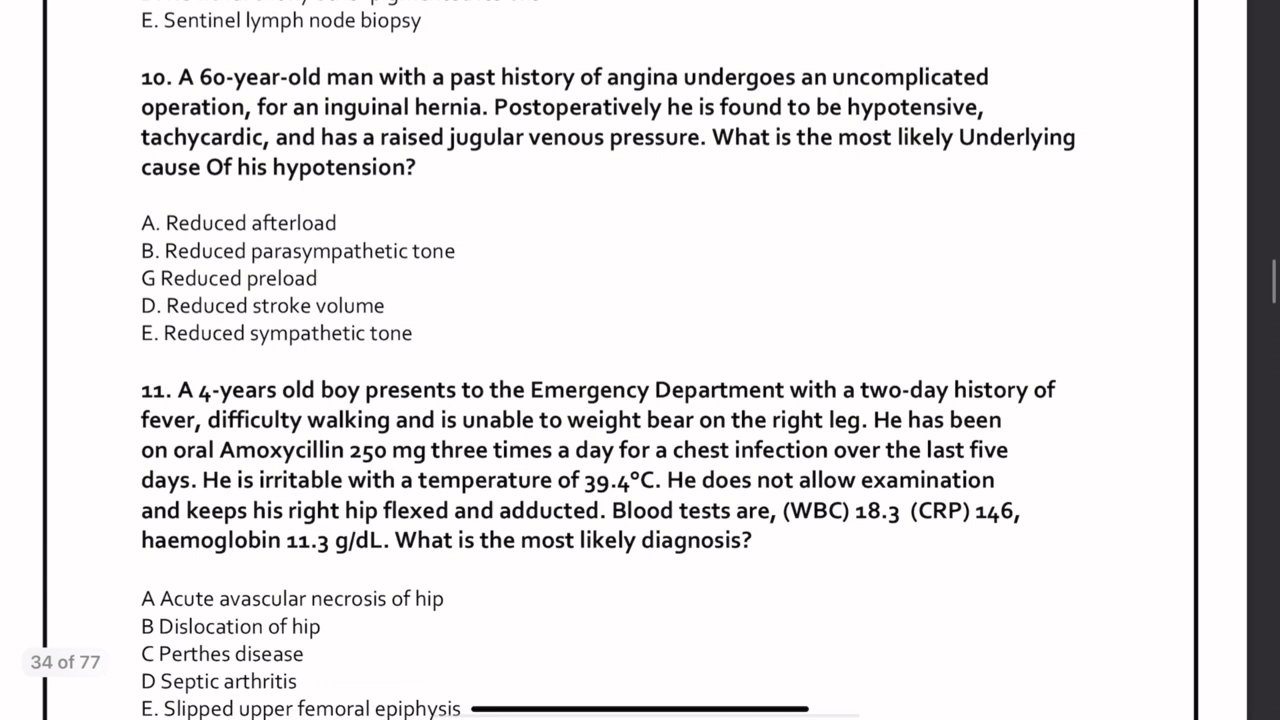 E. Sentinel lymph node biopsy
10. A 60-year-old man with a past history of angina undergoes an uncomplicated
operation, for an inguinal hernia. Postoperatively he is found to be hypotensive,
tachycardic, and has a raised jugular venous pressure. What is the most likely Underlying
cause Of his hypotension?
A. Reduced afterload
B. Reduced parasympathetic tone
G Reduced preload
D. Reduced stroke volume
E. Reduced sympathetic tone
11. A 4-years old boy presents to the Emergency Department with a two-day history of
fever, difficulty walking and is unable to weight bear on the right leg. He has been
on oral Amoxycillin 250 mg three times a day for a chest infection over the last five
days. He is irritable with a temperature of 39.4°C. He does not allow examination
and keeps his right hip flexed and adducted. Blood tests are, (WBC) 18.3 (CRP) 146,
haemoglobin 11.3 g/dL. What is the most likely diagnosis?
A Acute avascular necrosis of hip
B Dislocation of hip
C Perthes disease
34 of 77
D Septic arthritis
E. Slipped upper femoral epiphysis